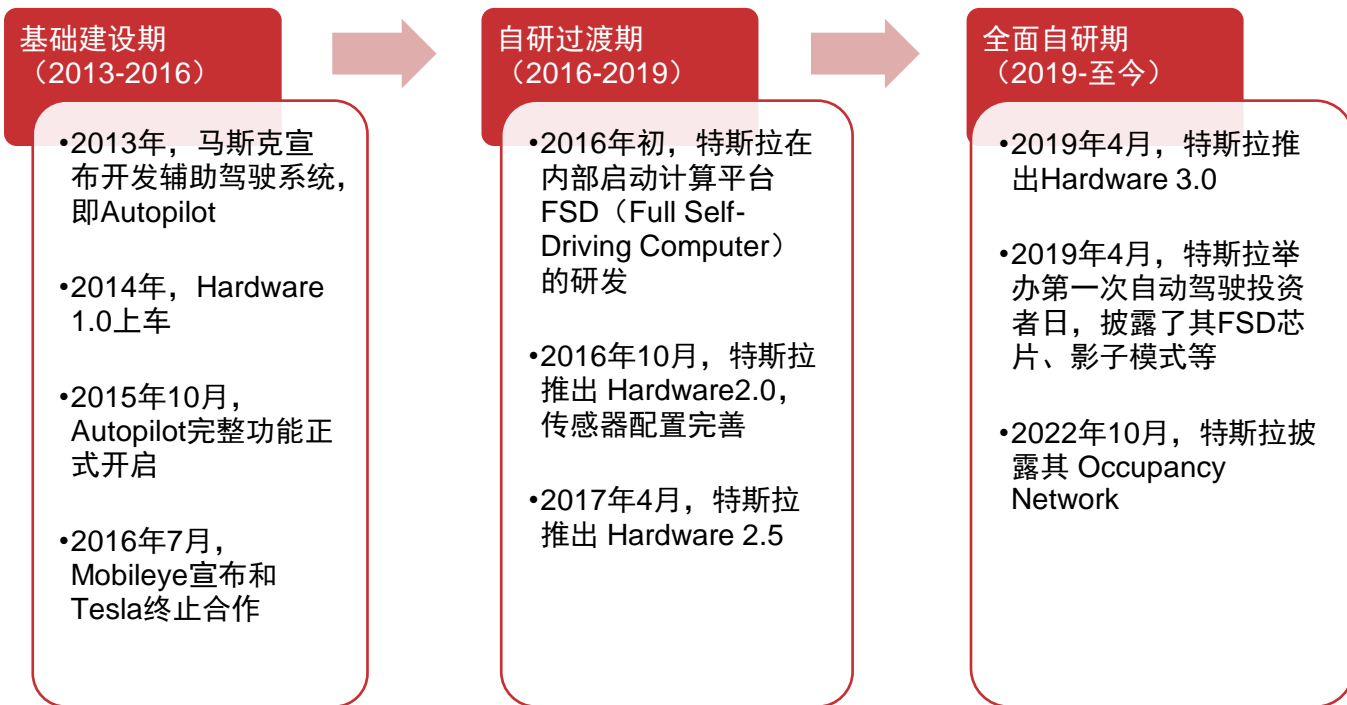 基础建设期
（2013-2016）
•2013年，马斯克宣
布开发辅助驾驶系统，
即Autopilot
•2014年，Hardware
1.0上车
•2015年10月，
Autopilot完整功能正
式开启
•2016年7月，
Mobileye宣布和
Tesla终止合作
自研过渡期
（2016-2019）
•2016年初，特斯拉在
内部启动计算平台
FSD（Full Self-
Driving Computer）
的研发
•2016年10月，特斯拉
推出 Hardware2.0，
传感器配置完善
•2017年4月，特斯拉
推出 Hardware 2.5
全面自研期
（2019-至今）
•2019年4月，特斯拉推
出Hardware 3.0
•2019年4月，特斯拉举
办第一次自动驾驶投资
者日，披露了其FSD芯
片、影子模式等
•2022年10月，特斯拉披
露其 Occupancy
Network